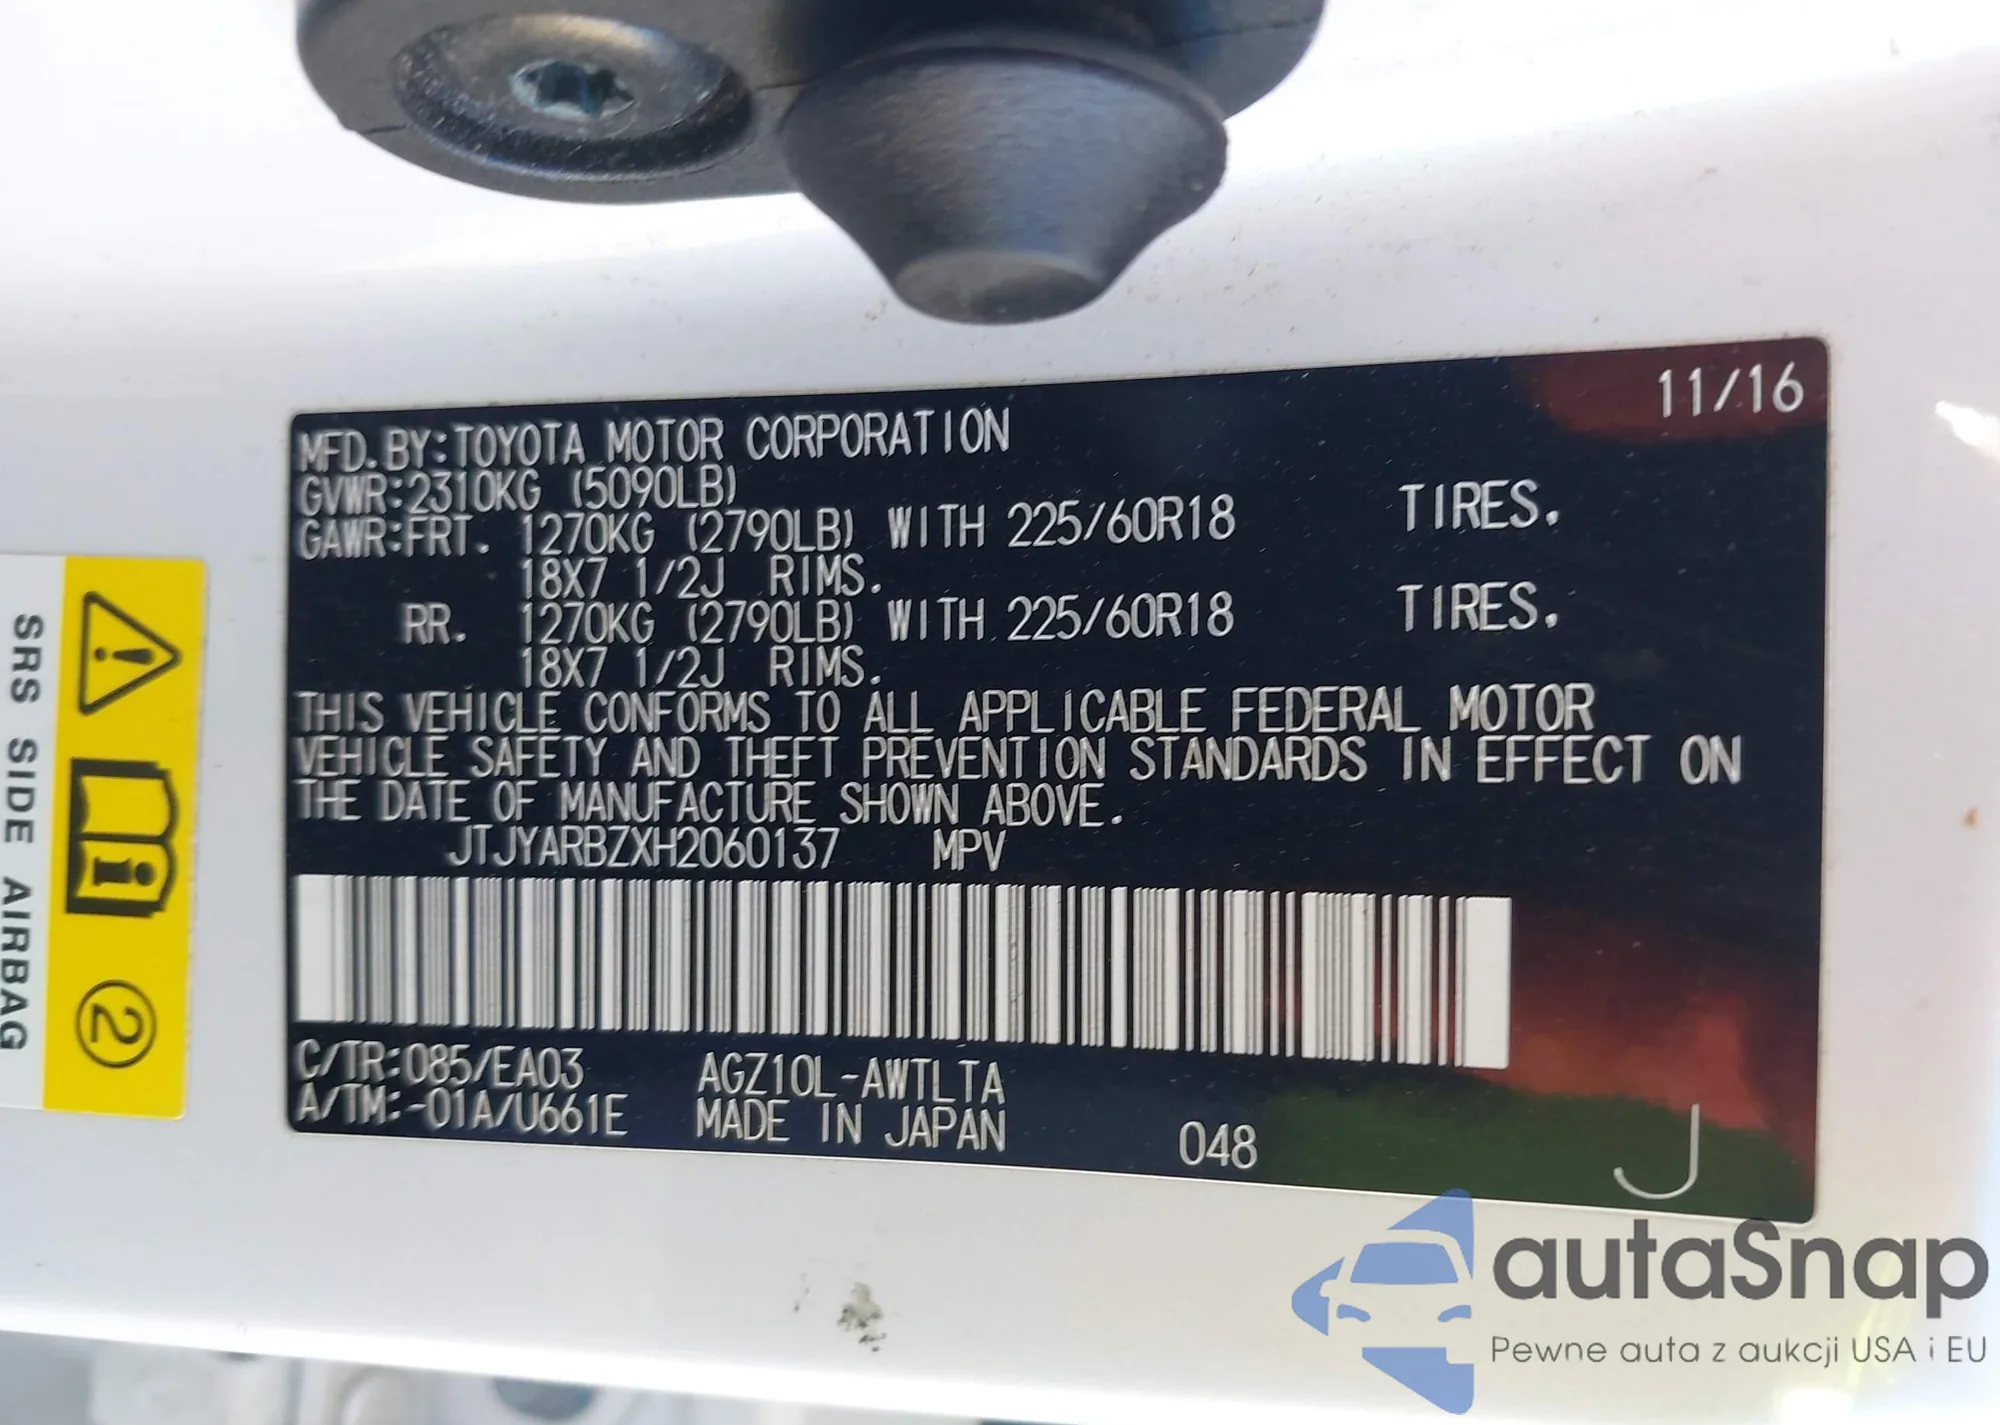 11/16
MFD.BY:TOYOTA MOTOR CORPORATION
GVWR:2310KG (5090LB)
GAWR:FRT. 1270KG (2790LB) WITH 225/60R18 TIRES.
18X7 1/2J RIMS.
RR. 1270KG (2790LB) WITH 225/60R18 TIRES.
18X7 1/2J RIMS.
THIS VEHICLE CONFORMS TO ALL APPLICABLE FEDERAL MOTOR
VEHICLE SAFETY AND THEFT PREVENTION STANDARDS IN EFFECT ON
THE DATE OF MANUFACTURE SHOWN ABOVE.
JTJYARBZXH2060137 MPV
C/TR:085/EA03 AGZ10L-AWTLTA
A/TM:-01A/U661E MADE IN JAPAN 048
J
SRS SIDE AIRBAG
2
autoSnap
Pewne auta z aukcji USA i EU